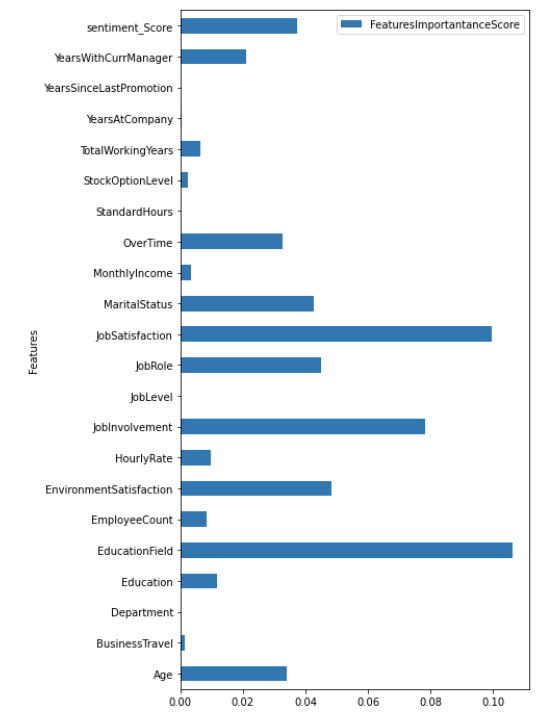 FeaturesImportantanceScore
sentiment_Score
YearsWithCurrManager
YearsSinceLastPromotion
YearsAtCompany
TotalWorkingYears
StockOptionLevel
StandardHours
OverTime
MonthlyIncome
MaritalStatus
JobSatisfaction
JobRole
JobLevel
JobInvolvement
HourlyRate
EnvironmentSatisfaction
EmployeeCount
EducationField
Education
Department
BusinessTravel
Age
Features
0.00 0.02 0.04 0.06 0.08 0.10